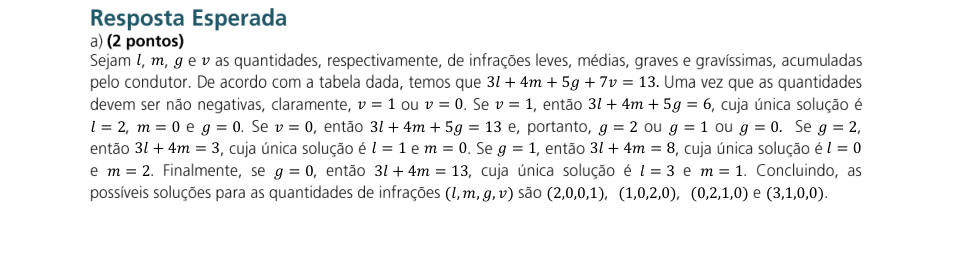 Resposta Esperada
a) (2 pontos)
Sejam l, m, g e v as quantidades, respectivamente, de infrações leves, médias, graves e gravíssimas, acumuladas
pelo condutor. De acordo com a tabela dada, temos que 3l + 4m + 5g + 7v = 13. Uma vez que as quantidades
devem ser não negativas, claramente, v = 1 ou v = 0. Se v = 1, então 3l + 4m + 5g = 6, cuja única solução é
l = 2, m = 0 e g = 0. Se v = 0, então 3l + 4m + 5g = 13 e, portanto, g = 2 ou g = 1 ou g = 0. Se g = 2,
então 3l + 4m = 3, cuja única solução é l = 1 e m = 0. Se g = 1, então 3l + 4m = 8, cuja única solução é l = 0
e m = 2. Finalmente, se g = 0, então 3l + 4m = 13, cuja única solução é l = 3 e m = 1. Concluindo, as
possíveis soluções para as quantidades de infrações (l, m, g, v) são (2,0,0,1), (1,0,2,0), (0,2,1,0) e (3,1,0,0).